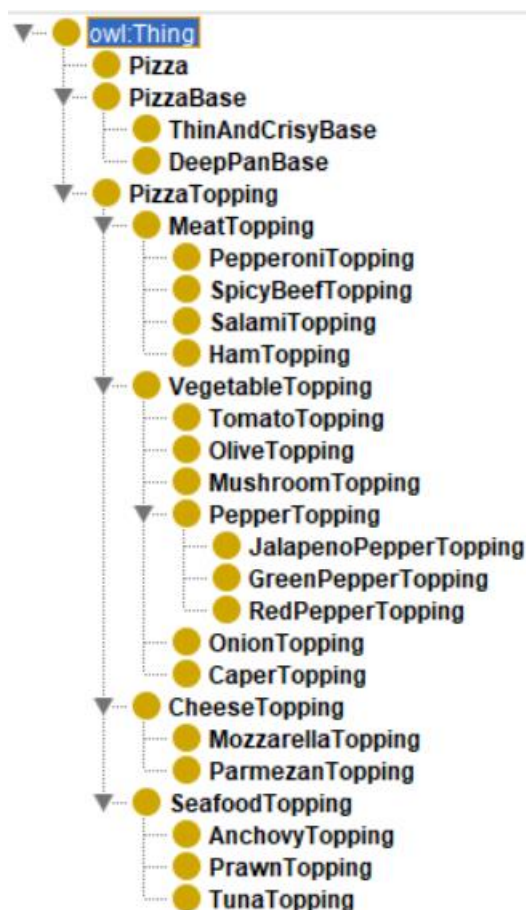 owl:Thing
Pizza
PizzaBase
ThinAndCrisyBase
DeepPanBase
PizzaTopping
MeatTopping
PepperoniTopping
SpicyBeefTopping
SalamiTopping
HamTopping
VegetableTopping
TomatoTopping
OliveTopping
MushroomTopping
PepperTopping
JalapenoPepperTopping
GreenPepperTopping
RedPepperTopping
OnionTopping
CaperTopping
CheeseTopping
MozzarellaTopping
ParmezanTopping
SeafoodTopping
AnchovyTopping
PrawnTopping
TunaTopping